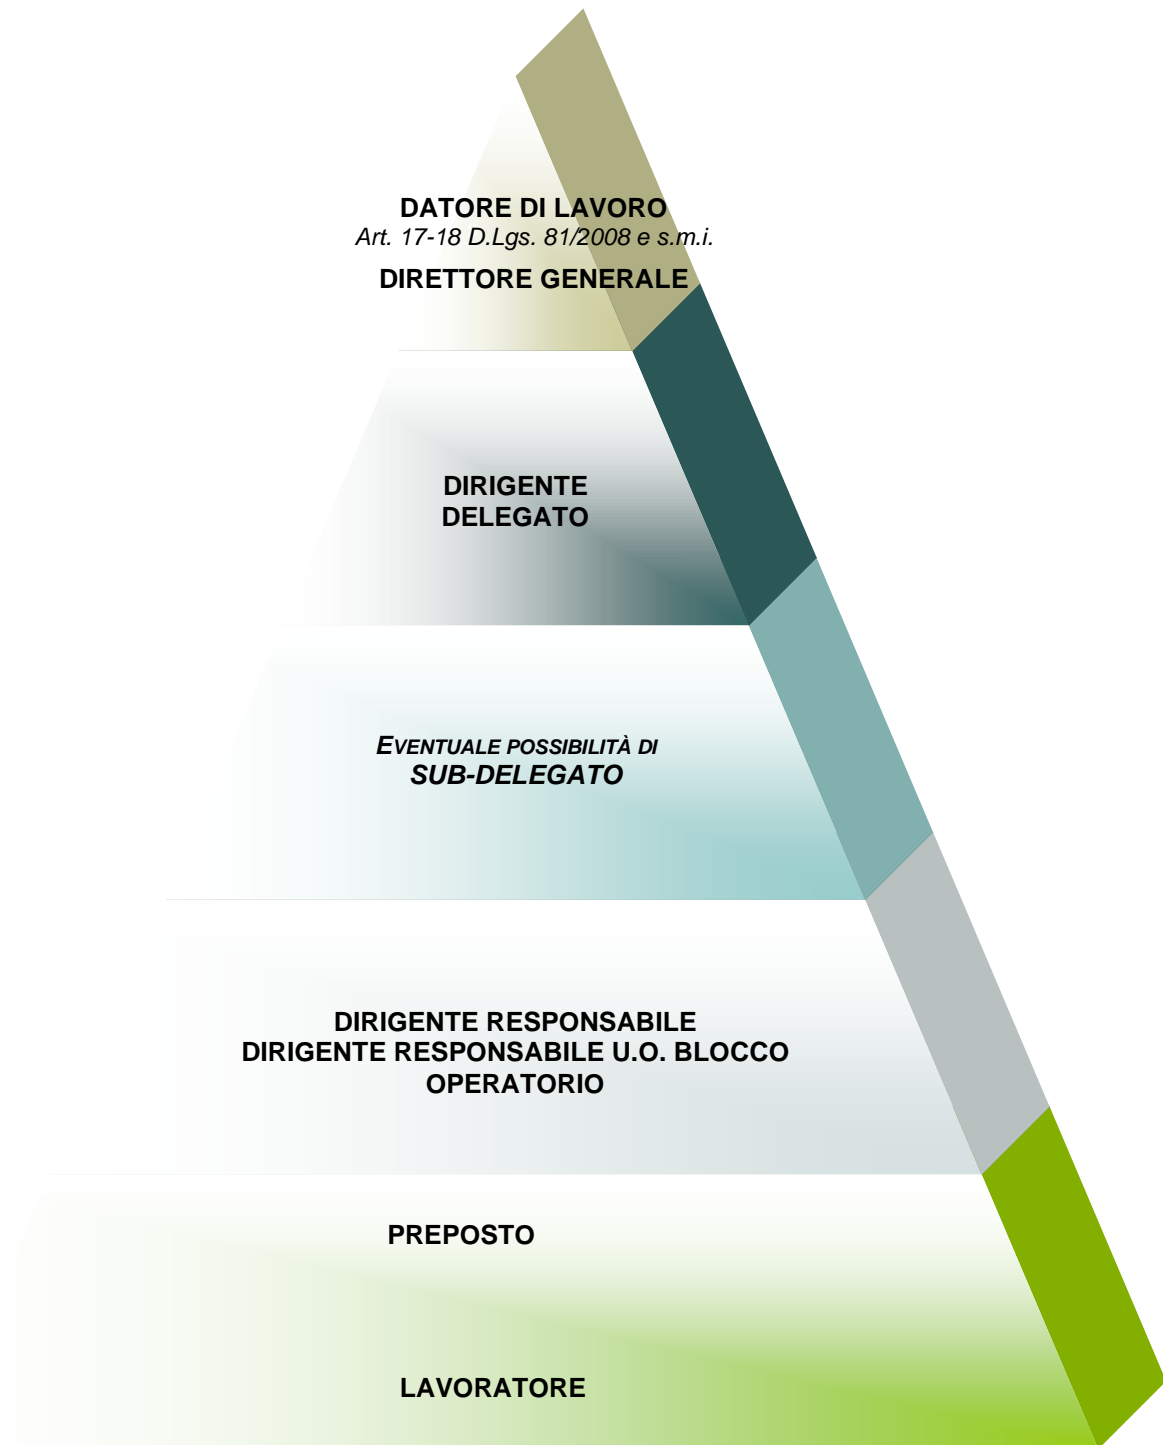 DATORE DI LAVORO
Art. 17-18 D.Lgs. 81/2008 e s.m.i.
DIRETTORE GENERALE
DIRIGENTE
DELEGATO
EVENTUALE POSSIBILITÀ DI
SUB-DELEGATO
DIRIGENTE RESPONSABILE
DIRIGENTE RESPONSABILE U.O. BLOCCO
OPERATORIO
PREPOSTO
LAVORATORE